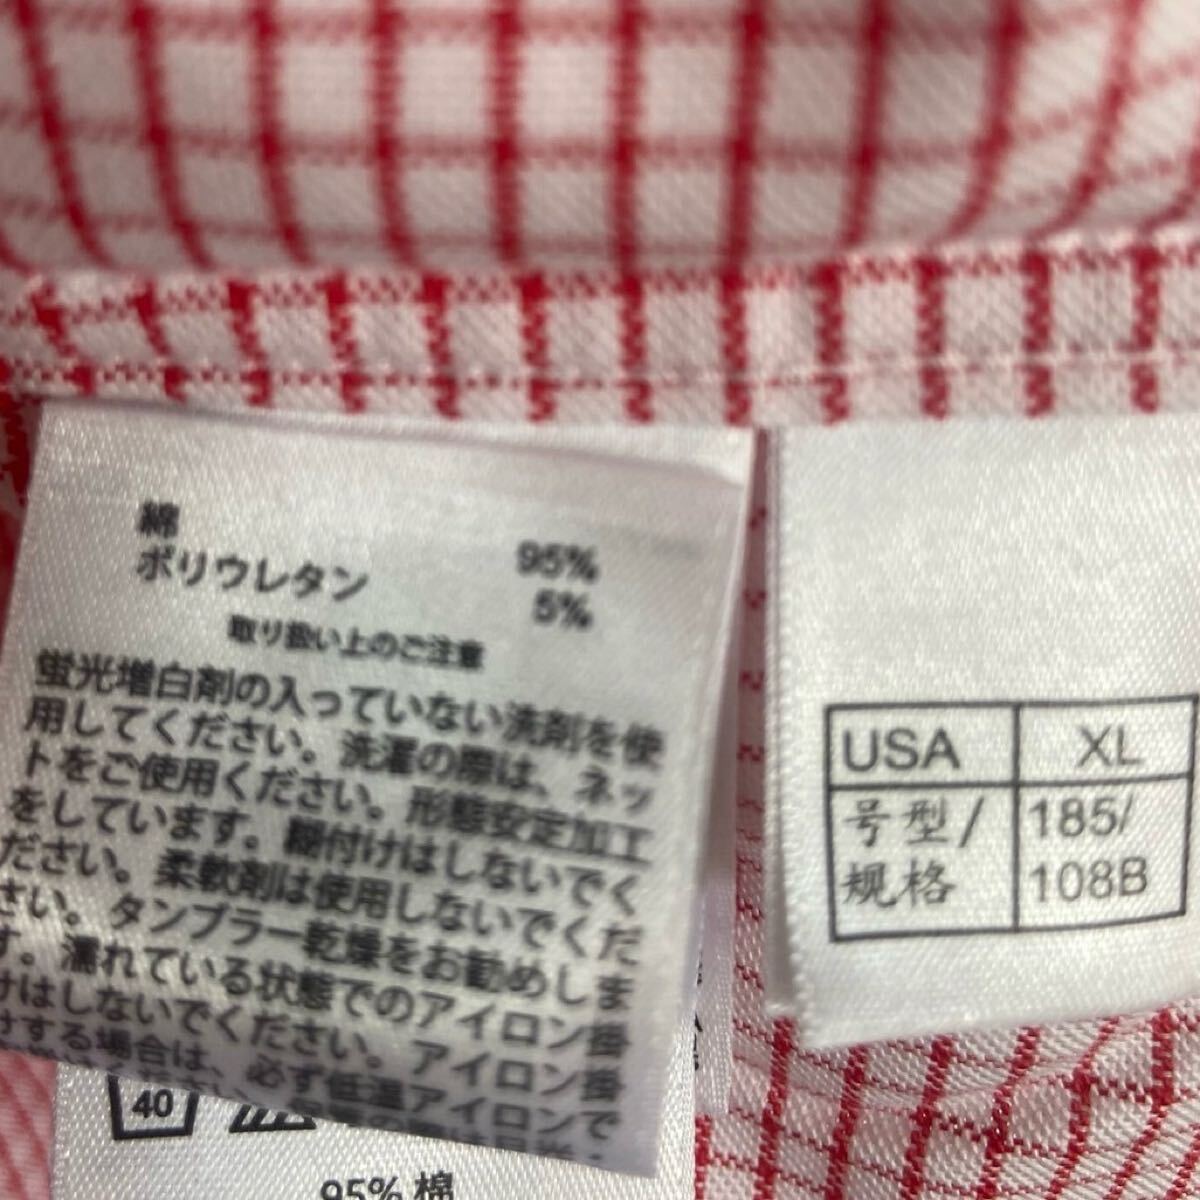 綿 95%
ポリウレタン 5%
取り扱い上のご注意
蛍光増白剤の入っていない洗剤を使
用してください。洗濯の際は、ネッ
トをご使用ください。形態安定加工
をしています。糊付けはしないでく
ださい。柔軟剤は使用しないでくだ
さい。タンブラー乾燥をお勧めしま
す。濡れている状態でのアイロン掛
けはしないでください。アイロン掛
けする場合は、必ず低温アイロンで
40
95% 棉
USA XL
号型/ 185/
规格 108B